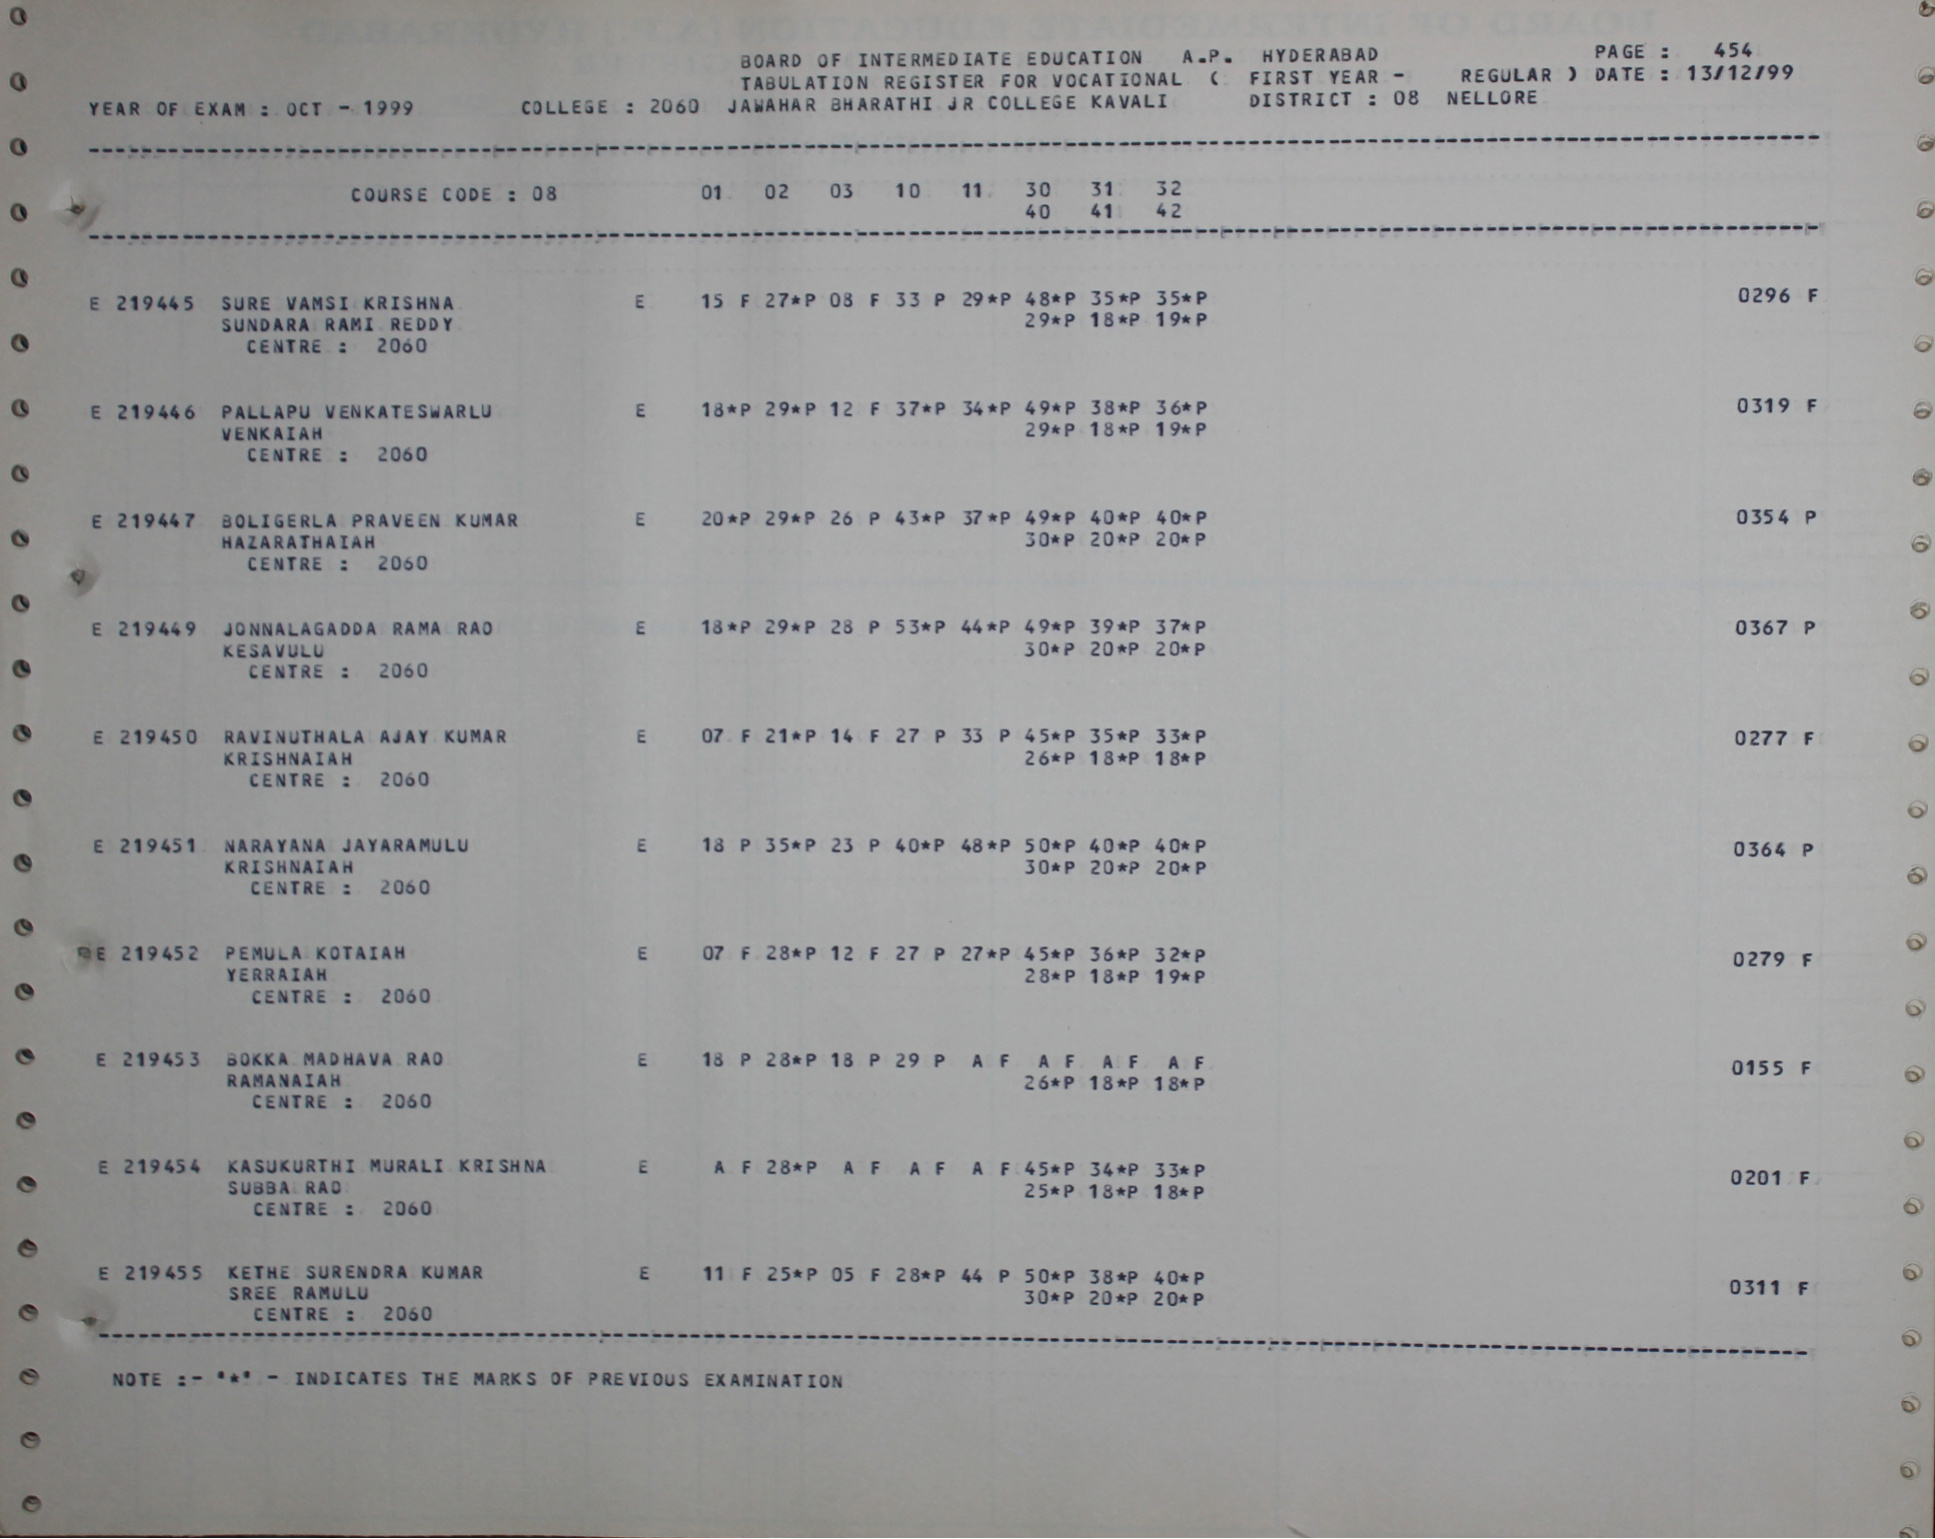 BOARD OF INTERMEDIATE EDUCATION A.P. HYDERABAD PAGE : 454
TABULATION REGISTER FOR VOCATIONAL ( FIRST YEAR - REGULAR ) DATE : 13/12/99
YEAR OF EXAM : OCT - 1999 COLLEGE : 2060 JAWAHAR BHARATHI JR COLLEGE KAVALI DISTRICT : 08 NELLORE
COURSE CODE : 08 01 02 03 10 11 30 31 32
40 41 42
E 219445 SURE VAMSI KRISHNA E 15 F 27*P 08 F 33 P 29*P 48*P 35*P 35*P 0296 F
SUNDARA RAMI REDDY 29*P 18*P 19*P
CENTRE : 2060
E 219446 PALLAPU VENKATESWARLU E 18*P 29*P 12 F 37*P 34*P 49*P 38*P 36*P 0319 F
VENKAIAH 29*P 18*P 19*P
CENTRE : 2060
E 219447 BOLIGERLA PRAVEEN KUMAR E 20*P 29*P 26 P 43*P 37*P 49*P 40*P 40*P 0354 P
HAZARATHAIAH 30*P 20*P 20*P
CENTRE : 2060
E 219449 JONNALAGADDA RAMA RAO E 18*P 29*P 28 P 53*P 44*P 49*P 39*P 37*P 0367 P
KESAVULU 30*P 20*P 20*P
CENTRE : 2060
E 219450 RAVINUTHALA AJAY KUMAR E 07 F 21*P 14 F 27 P 33 P 45*P 35*P 33*P 0277 F
KRISHNAIAH 26*P 18*P 18*P
CENTRE : 2060
E 219451 NARAYANA JAYARAMULU E 18 P 35*P 23 P 40*P 48*P 50*P 40*P 40*P 0364 P
KRISHNAIAH 30*P 20*P 20*P
CENTRE : 2060
E 219452 PEMULA KOTAIAH E 07 F 28*P 12 F 27 P 27*P 45*P 36*P 32*P 0279 F
YERRAIAH 28*P 18*P 19*P
CENTRE : 2060
E 219453 BOKKA MADHAVA RAO E 18 P 28*P 18 P 29 P A F A F A F A F 0155 F
RAMANAIAH 26*P 18*P 18*P
CENTRE : 2060
E 219454 KASUKURTHI MURALI KRISHNA E A F 28*P A F A F A F 45*P 34*P 33*P 0201 F
SUBBA RAO 25*P 18*P 18*P
CENTRE : 2060
E 219455 KETHE SURENDRA KUMAR E 11 F 25*P 05 F 28*P 44 P 50*P 38*P 40*P 0311 F
SREE RAMULU 30*P 20*P 20*P
CENTRE : 2060
NOTE :- "*" - INDICATES THE MARKS OF PREVIOUS EXAMINATION